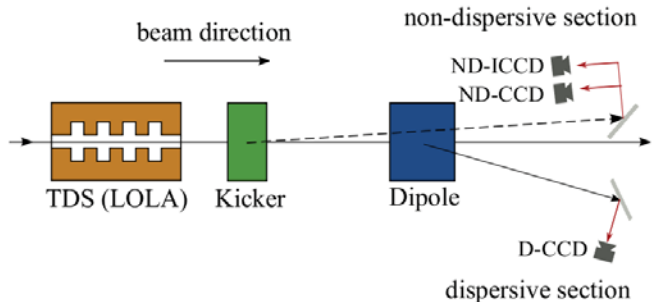 non-dispersive section
beam direction
ND-ICCD
ND-CCD
TDS (LOLA)
Kicker
Dipole
D-CCD
dispersive section